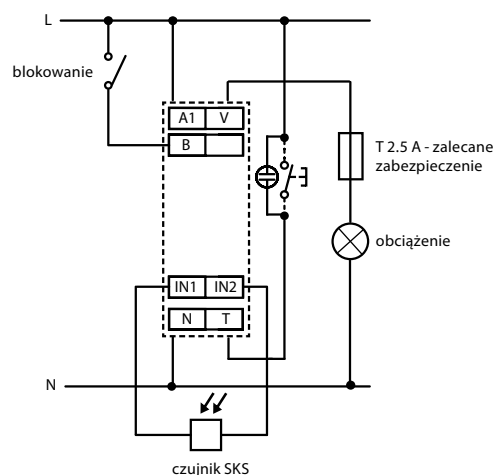 L
blokowanie
A1 V
B
T 2.5 A - zalecane
zabezpieczenie
obciążenie
IN1 IN2
N T
N
czujnik SKS